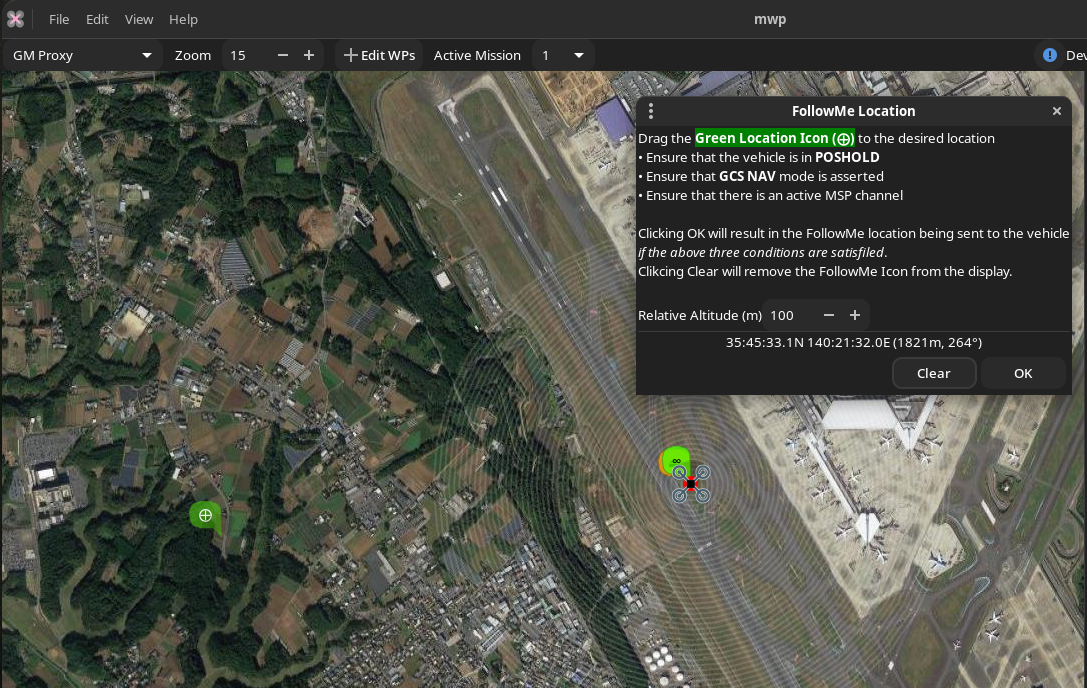 File Edit View Help mwp
GM Proxy Zoom 15 − + +Edit WPs Active Mission 1 Dev
FollowMe Location ×
Drag the Green Location Icon (⊕) to the desired location
• Ensure that the vehicle is in POSHOLD
• Ensure that GCS NAV mode is asserted
• Ensure that there is an active MSP channel
Clicking OK will result in the FollowMe location being sent to the vehicle
if the above three conditions are satisfiled.
Clikcing Clear will remove the FollowMe Icon from the display.
Relative Altitude (m) 100 − +
35:45:33.1N 140:21:32.0E (1821m, 264°)
Clear OK
∞